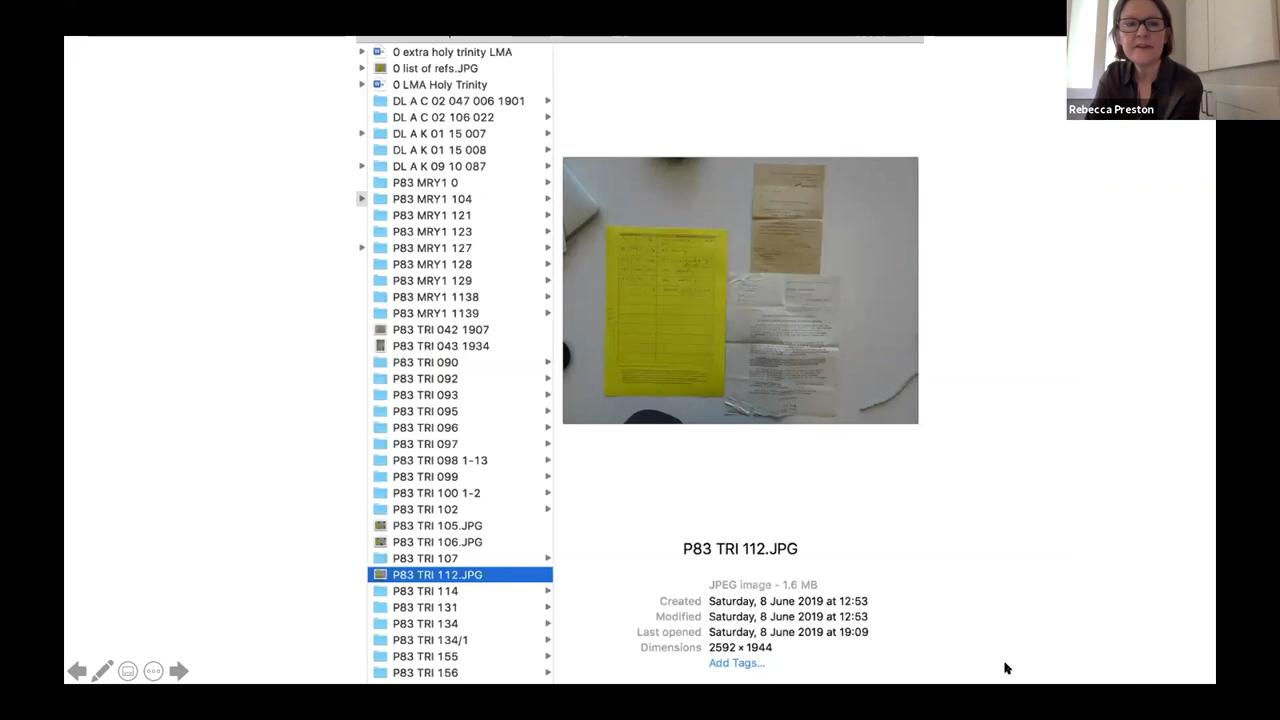 0 extra holy trinity LMA
0 list of refs.JPG
0 LMA Holy Trinity
DL A C 02 047 006 1901
DL A C 02 106 022
DL A K 01 15 007
DL A K 01 15 008
DL A K 09 10 087
P83 MRY1 0
P83 MRY1 104
P83 MRY1 121
P83 MRY1 123
P83 MRY1 127
P83 MRY1 128
P83 MRY1 129
P83 MRY1 1138
P83 MRY1 1139
P83 TRI 042 1907
P83 TRI 043 1934
P83 TRI 090
P83 TRI 092
P83 TRI 093
P83 TRI 095
P83 TRI 096
P83 TRI 097
P83 TRI 098 1-13
P83 TRI 099
P83 TRI 100 1-2
P83 TRI 102
P83 TRI 105.JPG
P83 TRI 106.JPG
P83 TRI 107
P83 TRI 112.JPG
P83 TRI 114
P83 TRI 131
P83 TRI 134
P83 TRI 134/1
P83 TRI 155
P83 TRI 156
P83 TRI 112.JPG
JPEG image - 1.6 MB
Created Saturday, 8 June 2019 at 12:53
Modified Saturday, 8 June 2019 at 12:53
Last opened Saturday, 8 June 2019 at 19:09
Dimensions 2592 × 1944
Add Tags...
Rebecca Preston